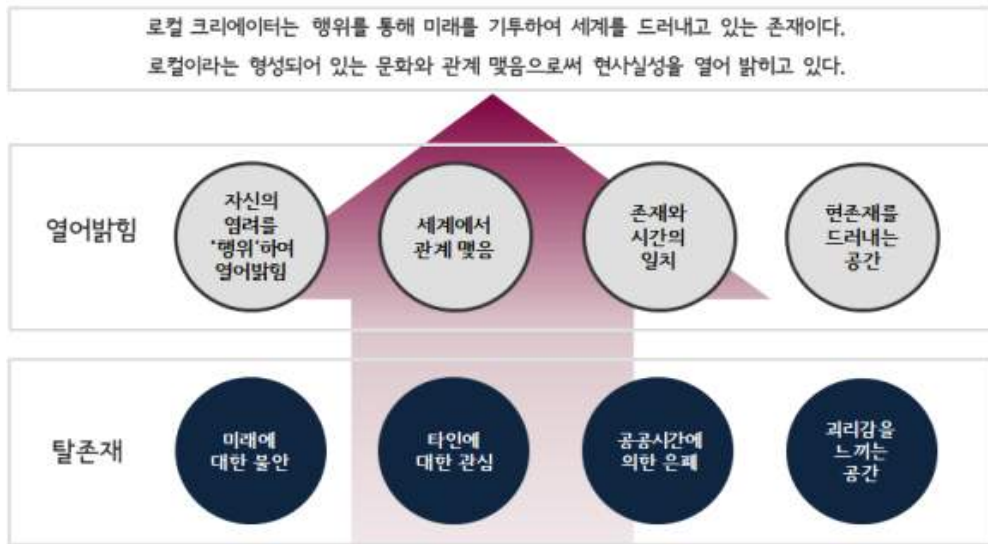 로컬 크리에이터는 행위를 통해 미래를 기투하여 세계를 드러내고 있는 존재이다.
로컬이라는 형성되어 있는 문화와 관계 맺음으로써 현사실성을 열어 밝히고 있다.
열어밝힘
자신의
염려를
'행위'하여
열어밝힘
세계에서
관계 맺음
존재와
시간의
일치
현존재를
드러내는
공간
탈존재
미래에
대한 불안
타인에
대한 관심
공공시간에
의한 은폐
괴리감을
느끼는
공간